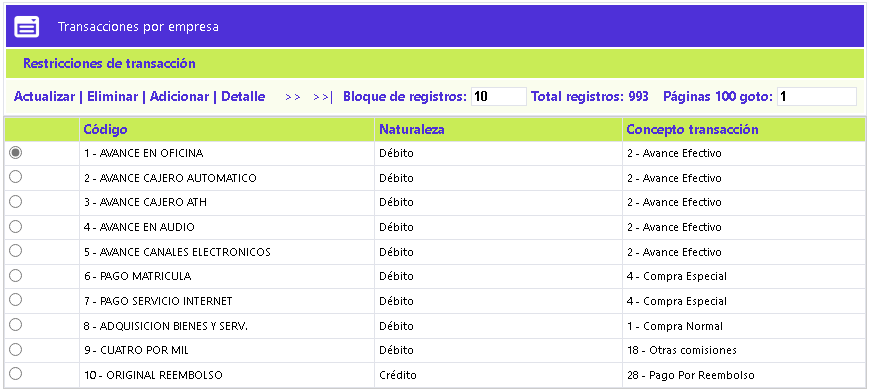 Transacciones por empresa
Restricciones de transacción
Actualizar | Eliminar | Adicionar | Detalle >> >>| Bloque de registros: 10 Total registros: 993 Páginas 100 goto: 1
Código Naturaleza Concepto transacción
1 - AVANCE EN OFICINA Débito 2 - Avance Efectivo
2 - AVANCE CAJERO AUTOMATICO Débito 2 - Avance Efectivo
3 - AVANCE CAJERO ATH Débito 2 - Avance Efectivo
4 - AVANCE EN AUDIO Débito 2 - Avance Efectivo
5 - AVANCE CANALES ELECTRONICOS Débito 2 - Avance Efectivo
6 - PAGO MATRICULA Débito 4 - Compra Especial
7 - PAGO SERVICIO INTERNET Débito 4 - Compra Especial
8 - ADQUISICION BIENES Y SERV. Débito 1 - Compra Normal
9 - CUATRO POR MIL Débito 18 - Otras comisiones
10 - ORIGINAL REEMBOLSO Crédito 28 - Pago Por Reembolso